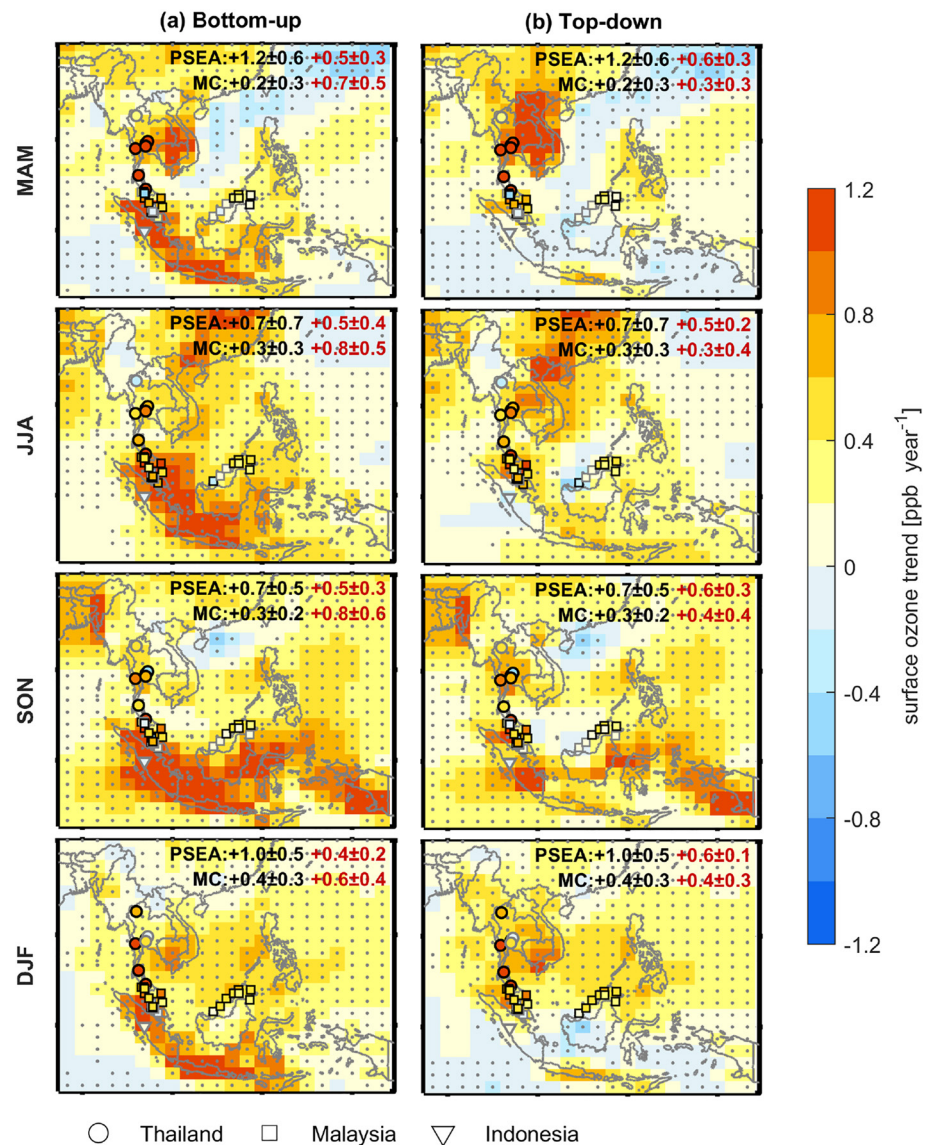 (a) Bottom-up
(b) Top-down
MAM
PSEA:+1.2±0.6 +0.5±0.3
MC:+0.2±0.3 +0.7±0.5
PSEA:+1.2±0.6 +0.6±0.3
MC:+0.2±0.3 +0.3±0.3
JJA
PSEA:+0.7±0.7 +0.5±0.4
MC:+0.3±0.3 +0.8±0.5
PSEA:+0.7±0.7 +0.5±0.2
MC:+0.3±0.3 +0.3±0.4
SON
PSEA:+0.7±0.5 +0.5±0.3
MC:+0.3±0.2 +0.8±0.6
PSEA:+0.7±0.5 +0.6±0.3
MC:+0.3±0.2 +0.4±0.4
DJF
PSEA:+1.0±0.5 +0.4±0.2
MC:+0.4±0.3 +0.6±0.4
PSEA:+1.0±0.5 +0.6±0.1
MC:+0.4±0.3 +0.4±0.3
1.2
0.8
0.4
0
-0.4
-0.8
-1.2
surface ozone trend [ppb year⁻¹]
Thailand Malaysia Indonesia